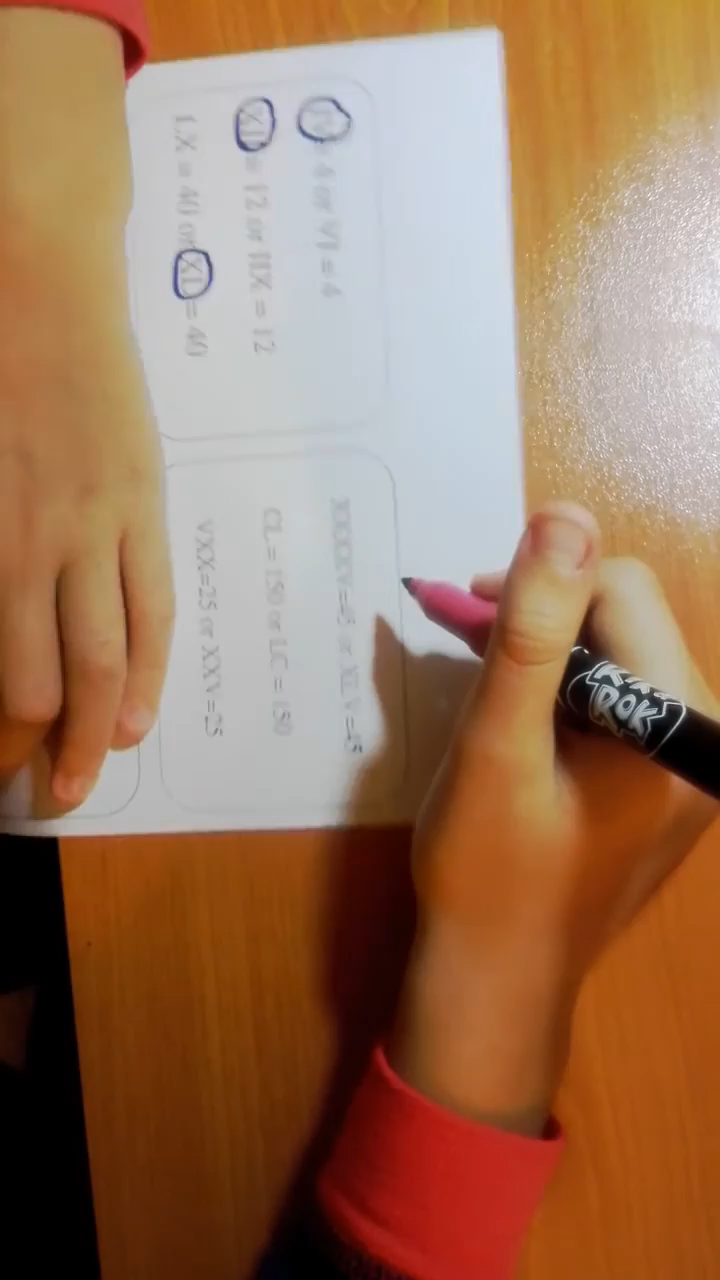 IV = 4 or VI = 4
XII = 12 or IIX = 12
LX = 40 or XL = 40
XXXXV=45 or XLV=45
CL = 150 or LC = 150
VXX=25 or XXV=25